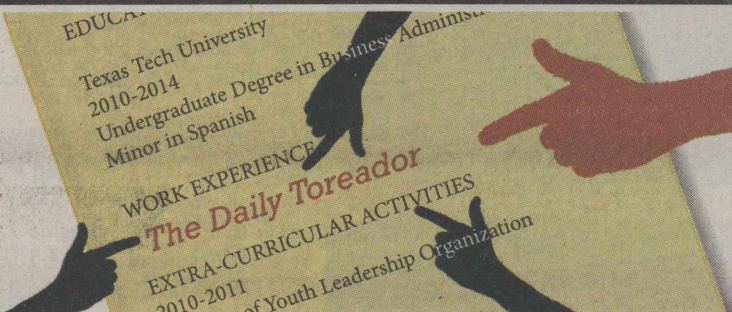 EDUCAT
Texas Tech University
2010-2014
Undergraduate Degree in Business Administ
Minor in Spanish
WORK EXPERIENCE
The Daily Toreador
EXTRA-CURRICULAR ACTIVITIES
2010-2011
of Youth Leadership Organization